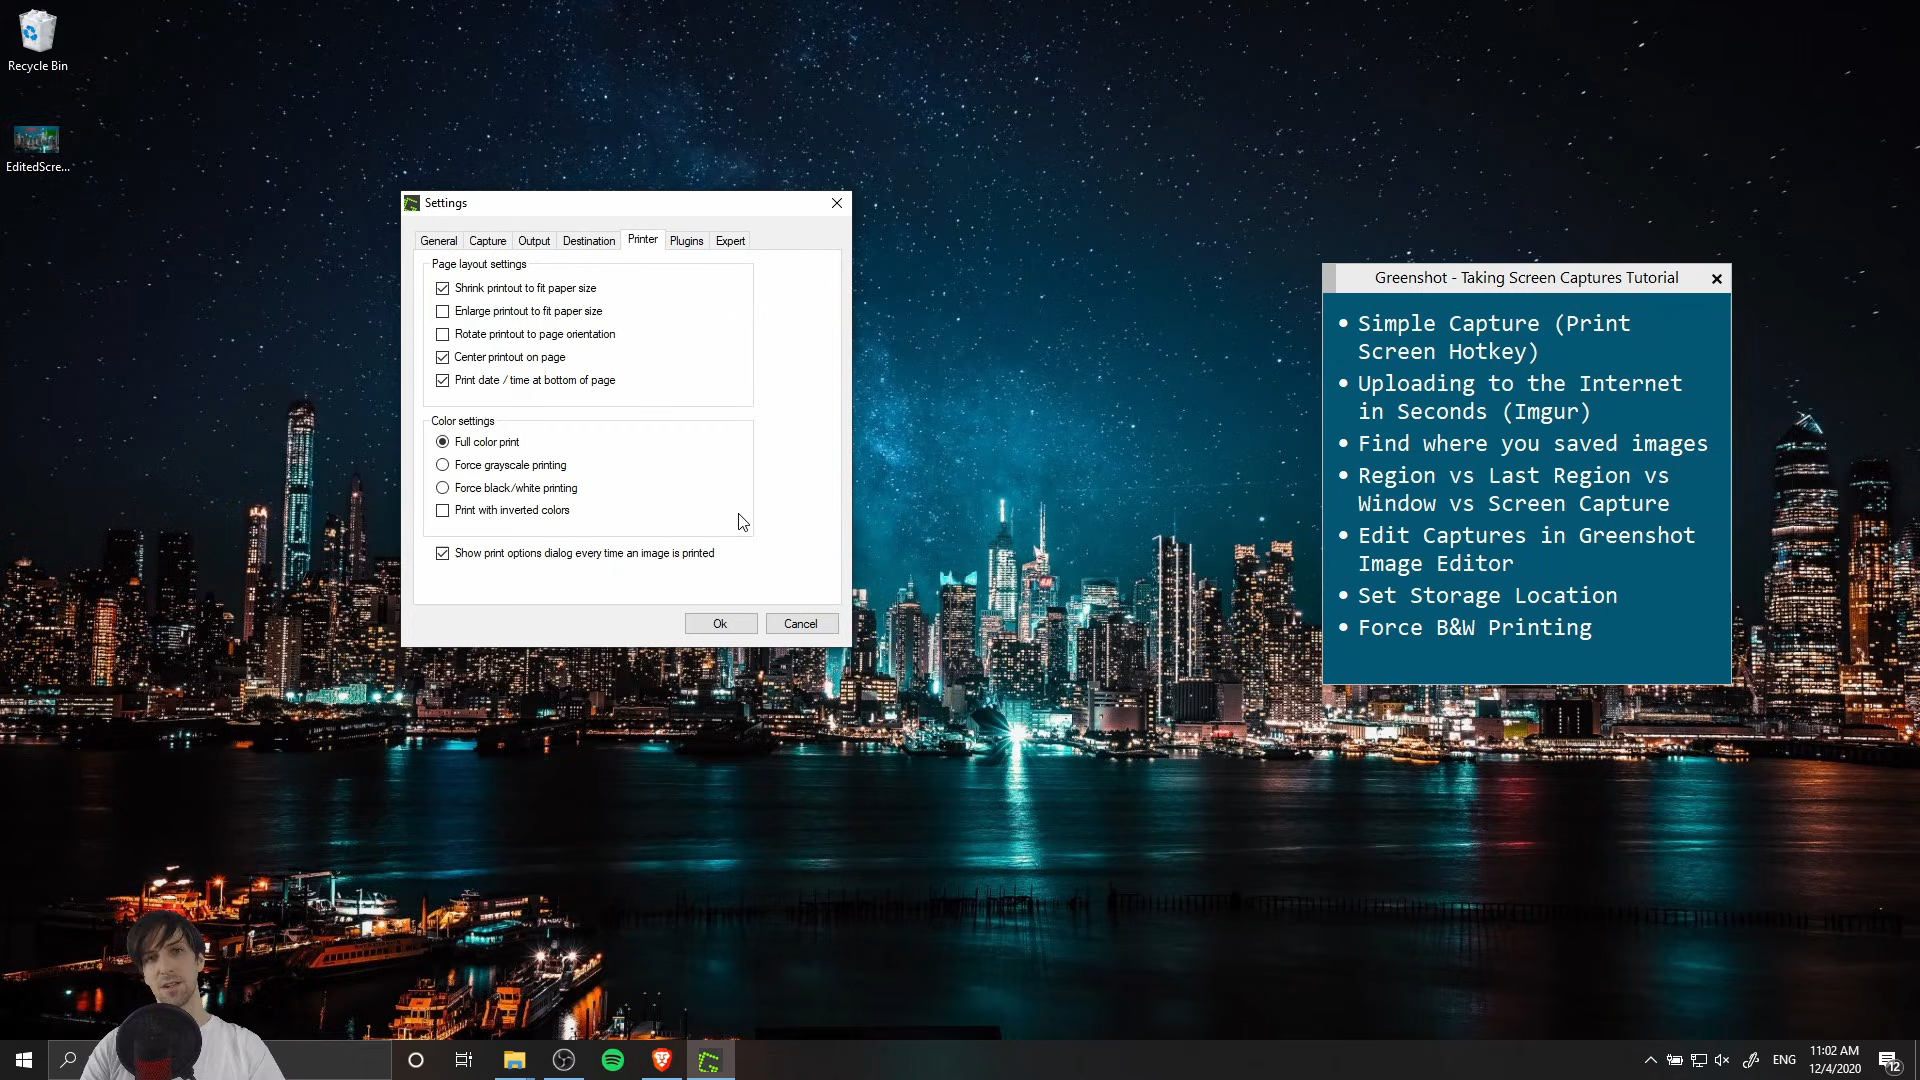 Recycle Bin
EditedScre...
Settings
General
Capture
Output
Destination
Printer
Plugins
Expert
Page layout settings
Shrink printout to fit paper size
Enlarge printout to fit paper size
Rotate printout to page orientation
Center printout on page
Print date / time at bottom of page
Color settings
Full color print
Force grayscale printing
Force black/white printing
Print with inverted colors
Show print options dialog every time an image is printed
Ok
Cancel
Greenshot - Taking Screen Captures Tutorial
• Simple Capture (Print
Screen Hotkey)
• Uploading to the Internet
in Seconds (Imgur)
• Find where you saved images
• Region vs Last Region vs
Window vs Screen Capture
• Edit Captures in Greenshot
Image Editor
• Set Storage Location
• Force B&W Printing
ENG
11:02 AM
12/4/2020
12